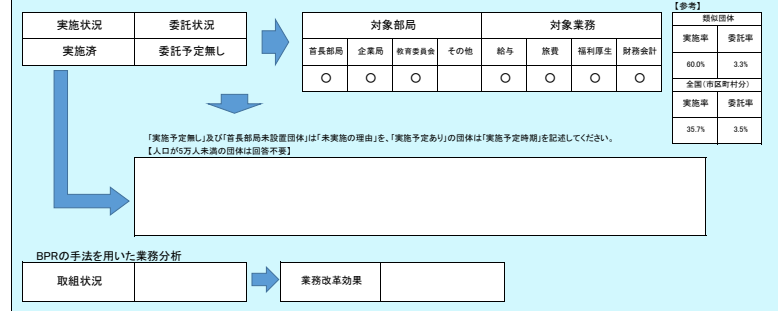 【参考】
実施状況 委託状況 対象部局 対象業務 類似団体
実施済 委託予定無し 首長部局 企業局 教育委員会 その他 給与 旅費 福利厚生 財務会計 実施率 委託率
○ ○ ○ ○ ○ ○ ○ 60.0% 3.3%
全国(市区町村分)
実施率 委託率
35.7% 3.5%
「実施予定無し」及び「首長部局未設置団体」は「未実施の理由」を、「実施予定あり」の団体は「実施予定時期」を記述してください。
【人口が5万人未満の団体は回答不要】
BPRの手法を用いた業務分析
取組状況 業務改革効果